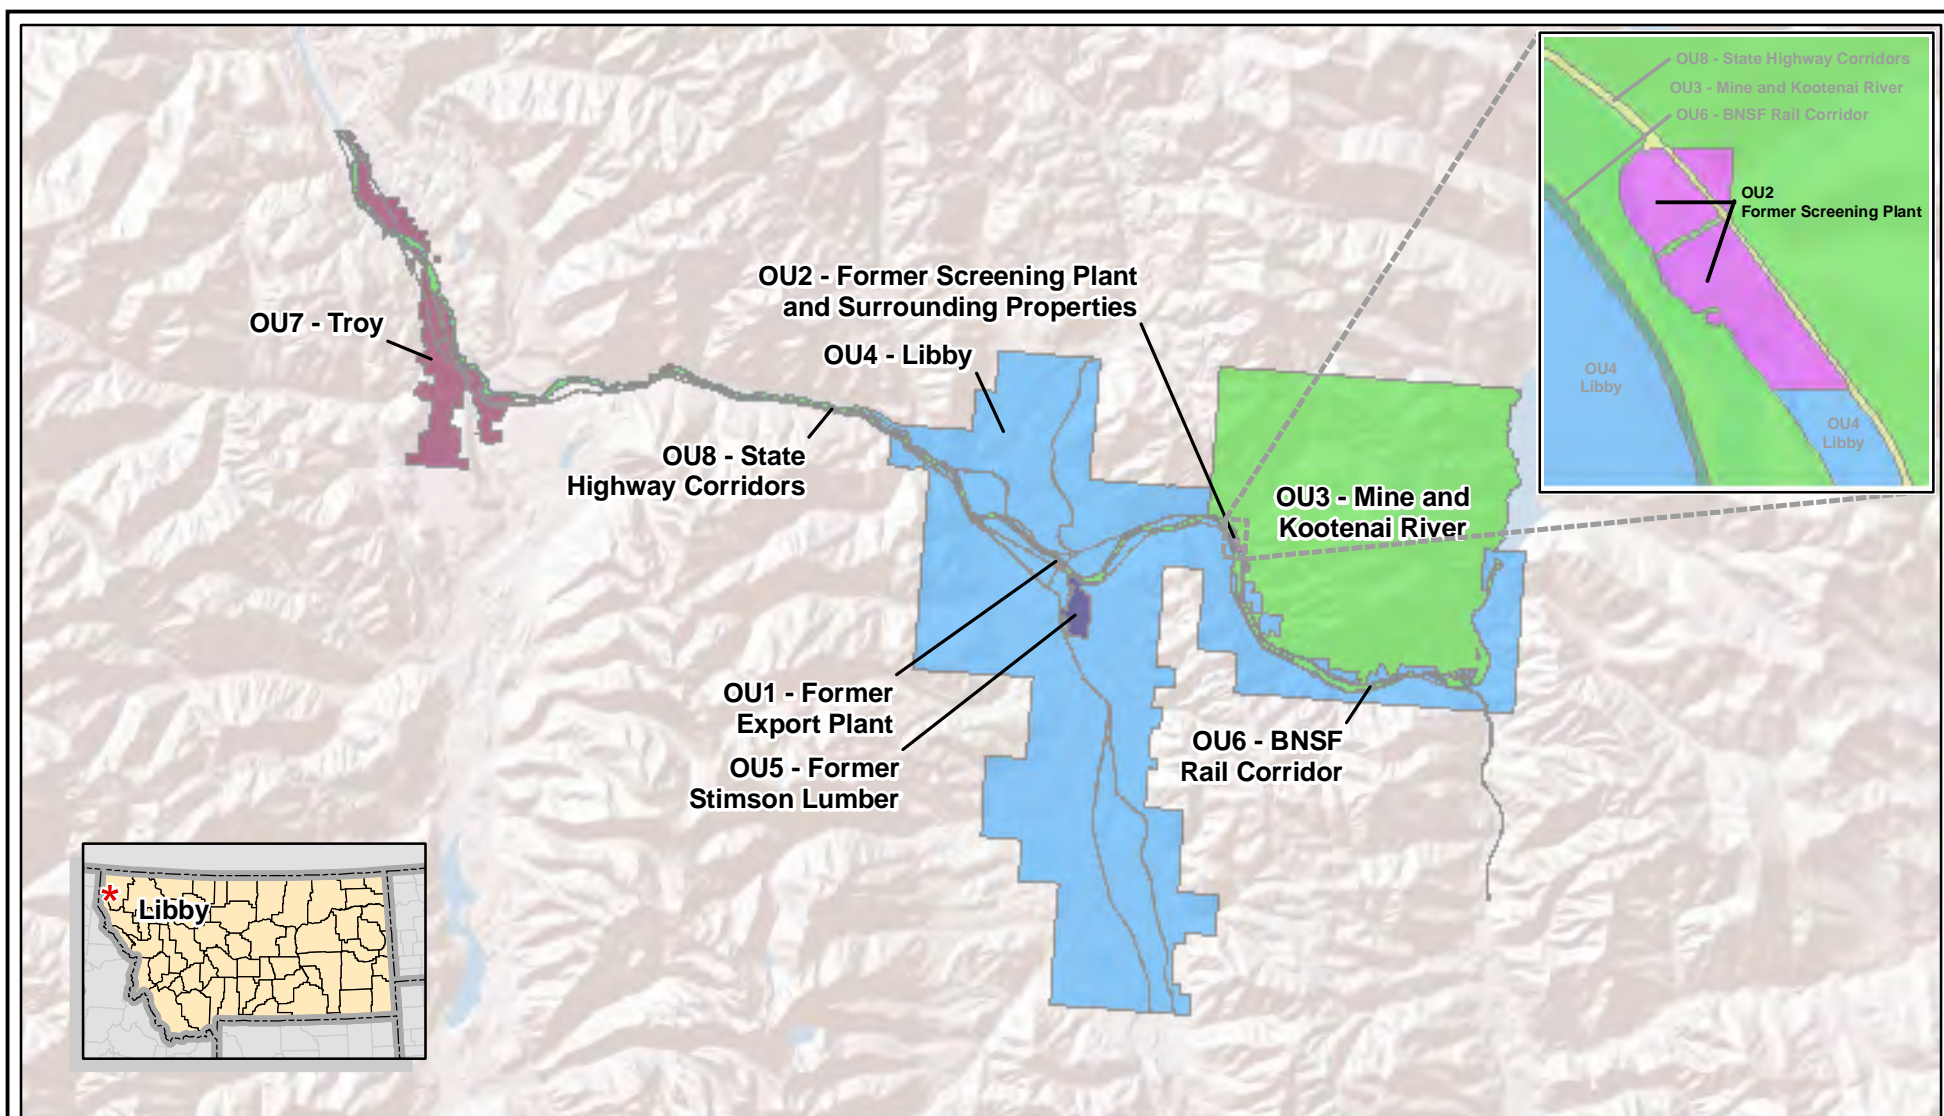 OU8 - State Highway Corridors
OU3 - Mine and Kootenai River
OU6 - BNSF Rail Corridor
OU2
Former Screening Plant
OU4
Libby
OU4
Libby
OU2 - Former Screening Plant
and Surrounding Properties
OU7 - Troy
OU4 - Libby
OU8 - State
Highway Corridors
OU3 - Mine and
Kootenai River
OU1 - Former
Export Plant
OU6 - BNSF
Rail Corridor
OU5 - Former
Stimson Lumber
* Libby